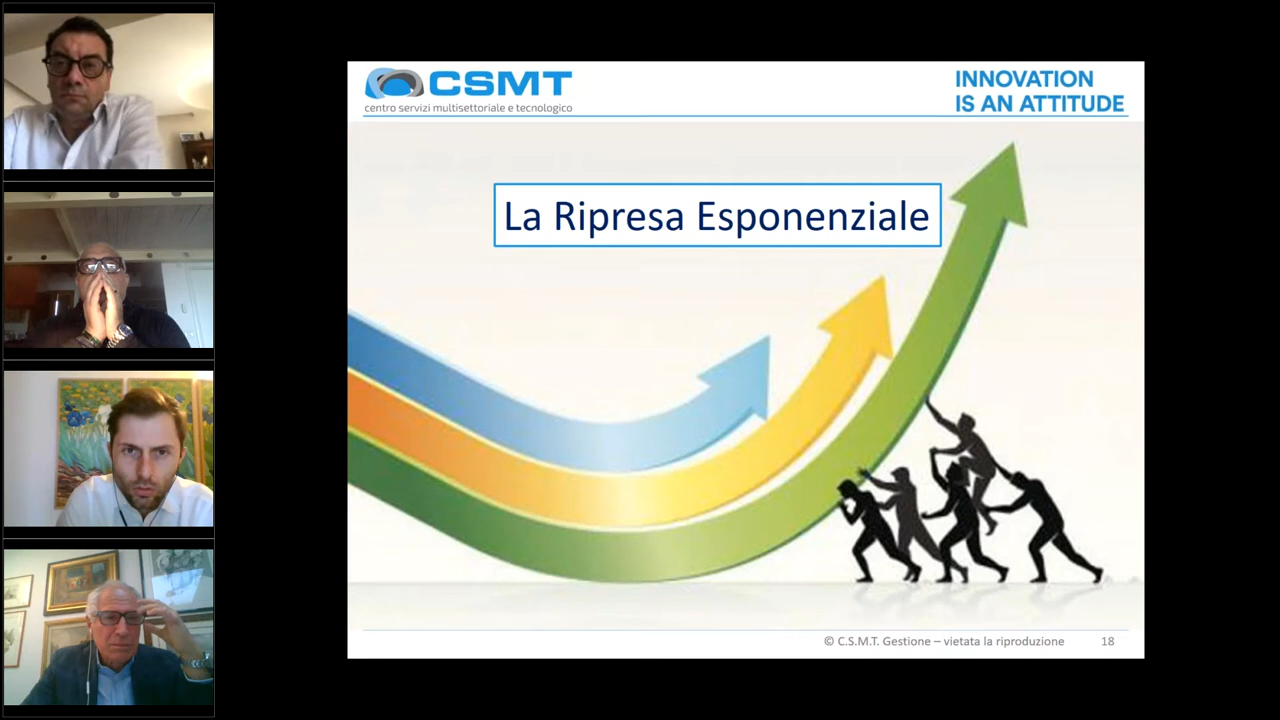 CSMT
centro servizi multisettoriale e tecnologico
INNOVATION
IS AN ATTITUDE
La Ripresa Esponenziale
© C.S.M.T. Gestione – vietata la riproduzione 18